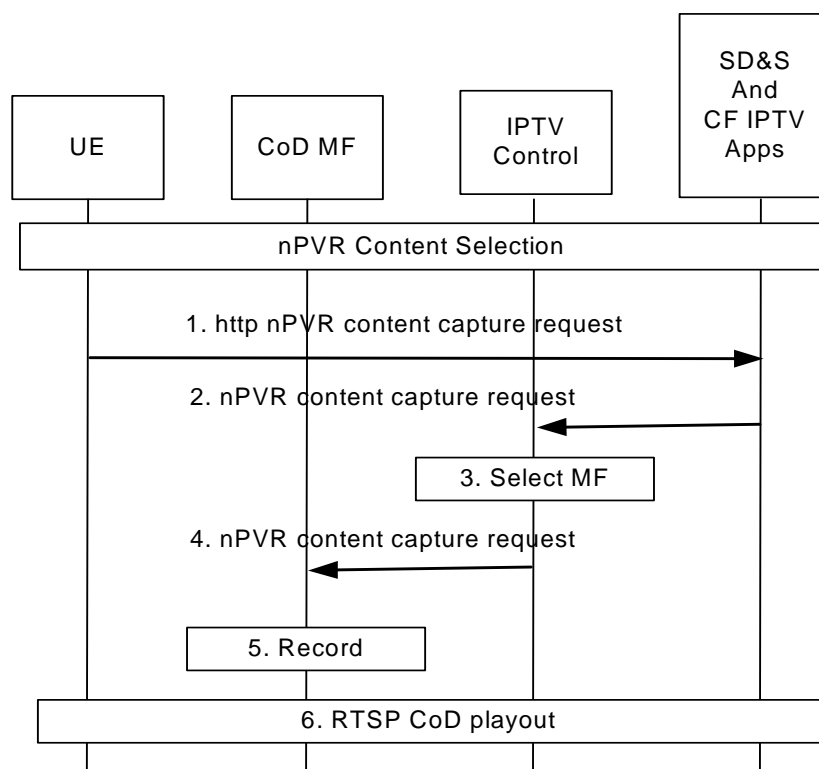 UE
CoD MF
IPTV
Control
SD&S
And
CF IPTV
Apps
nPVR Content Selection
1. http nPVR content capture request
2. nPVR content capture request
3. Select MF
4. nPVR content capture request
5. Record
6. RTSP CoD playout